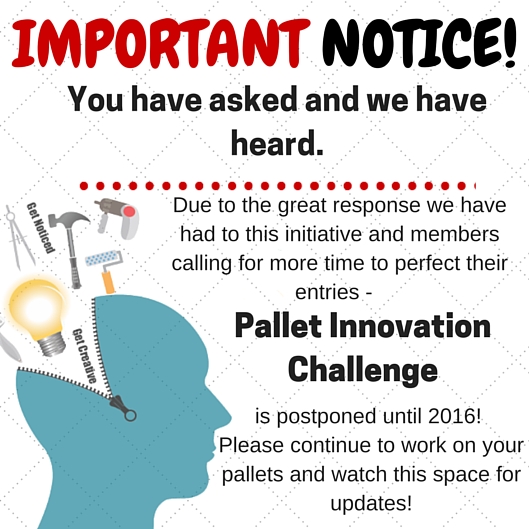 IMPORTANT NOTICE!
You have asked and we have
heard.
Due to the great response we have
had to this initiative and members
calling for more time to perfect their
entries -
Pallet Innovation
Challenge
is postponed until 2016!
Please continue to work on your
pallets and watch this space for
updates!
Get Noticed
Get Creative